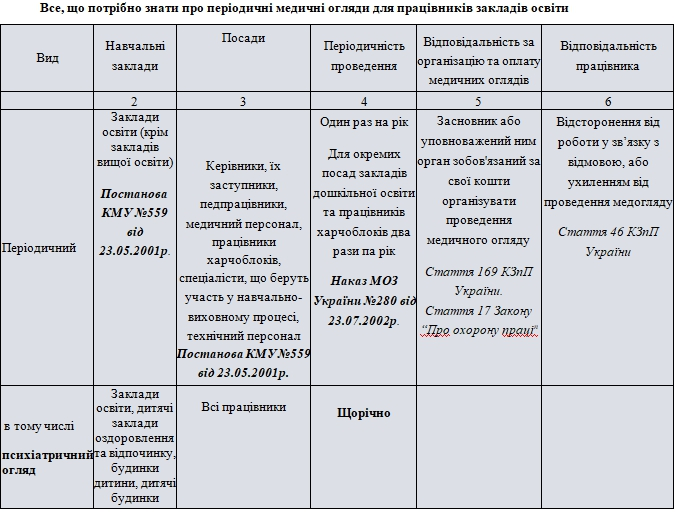 Все, що потрібно знати про періодичні медичні огляди для працівників закладів освіти
Вид
Навчальні
заклади
Посади
Періодичність
проведення
Відповідальність за
організацію та оплату
медичних оглядів
Відповідальність
працівника
2
3
4
5
6
Періодичний
Заклади
освіти (крім
закладів
вищої освіти)
Постанова
КМУ №559
від
23.05.2001р.
Керівники, їх
заступники,
педпрацівники,
медичний персонал,
працівники
харчоблоків,
спеціалісти, що беруть
участь у навчально-
виховному процесі,
технічний персонал
Постанова КМУ №559
від 23.05.2001р.
Один раз на рік
Для окремих
посад закладів
дошкільної освіти
та працівників
харчоблоків два
рази па рік
Наказ МОЗ
України №280 від
23.07.2002р.
Засновник або
уповноважений ним
орган зобов'язаний за
свої кошти
організувати
проведення
медичного огляду
Стаття 169 КЗпП
України.
Стаття 17 Закону
“Про охорону праці"
Відсторонення від
роботи у зв’язку з
відмовою, або
ухиленням від
проведення медогляду
Стаття 46 КЗпП
України
в тому числі
психіатричний
огляд
Заклади
освіти, дитячі
заклади
оздоровлення
та відпочинку,
будинки
дитини, дитячі
будинки
Всі працівники
Щорічно